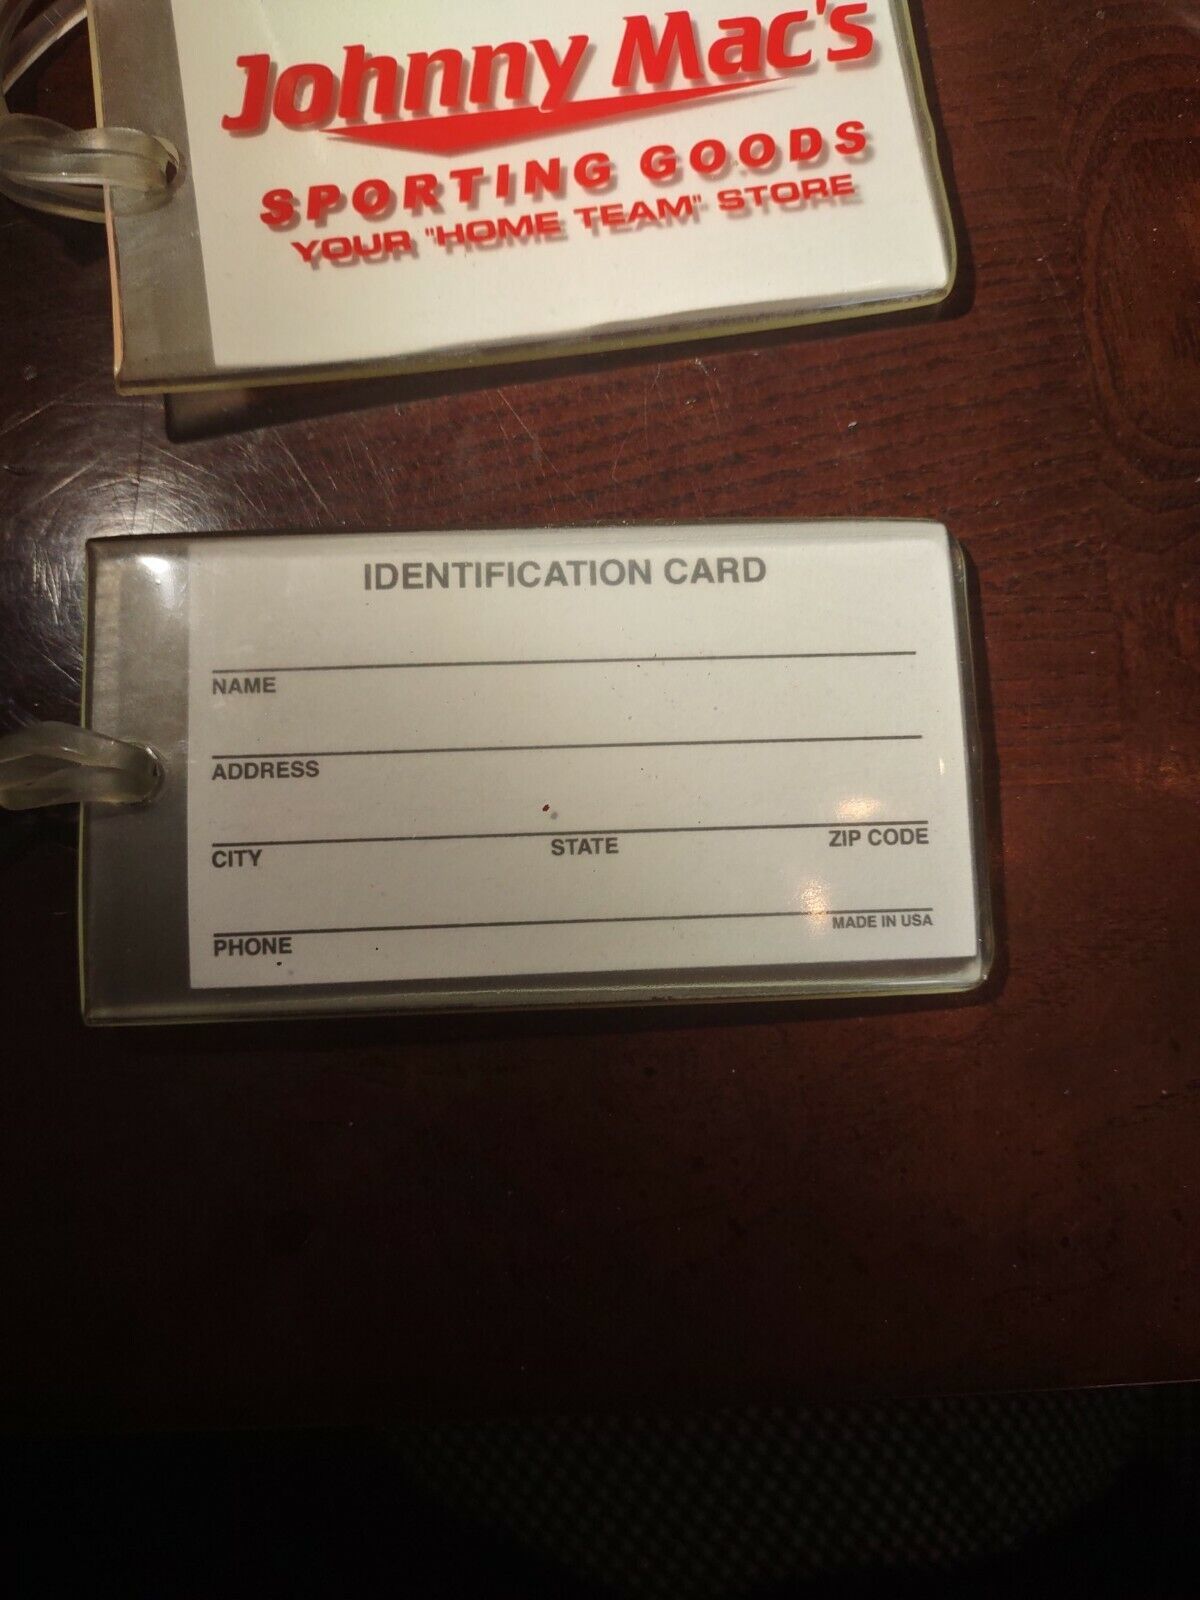 Johnny Mac's
SPORTING GOODS
YOUR "HOME TEAM" STORE
IDENTIFICATION CARD
NAME
ADDRESS
CITY STATE ZIP CODE
PHONE MADE IN USA